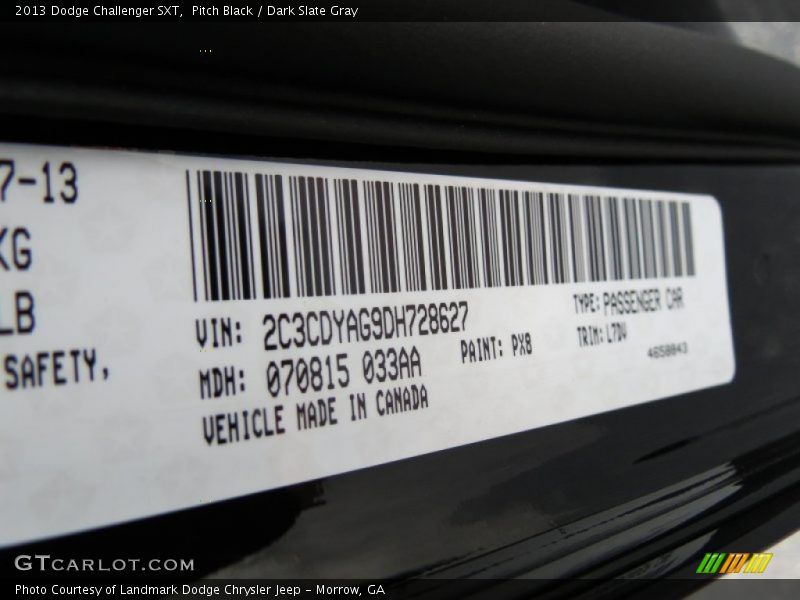 2013 Dodge Challenger SXT,  Pitch Black / Dark Slate Gray
7-13
KG
LB
SAFETY,
VIN: 2C3CDYAG9DH728627
TYPE: PASSENGER CAR
MDH: 070815 033AA
PAINT: PX8
TRIM: L7DV
4658843
VEHICLE MADE IN CANADA
GTCARLOT.COM
Photo Courtesy of Landmark Dodge Chrysler Jeep - Morrow, GA